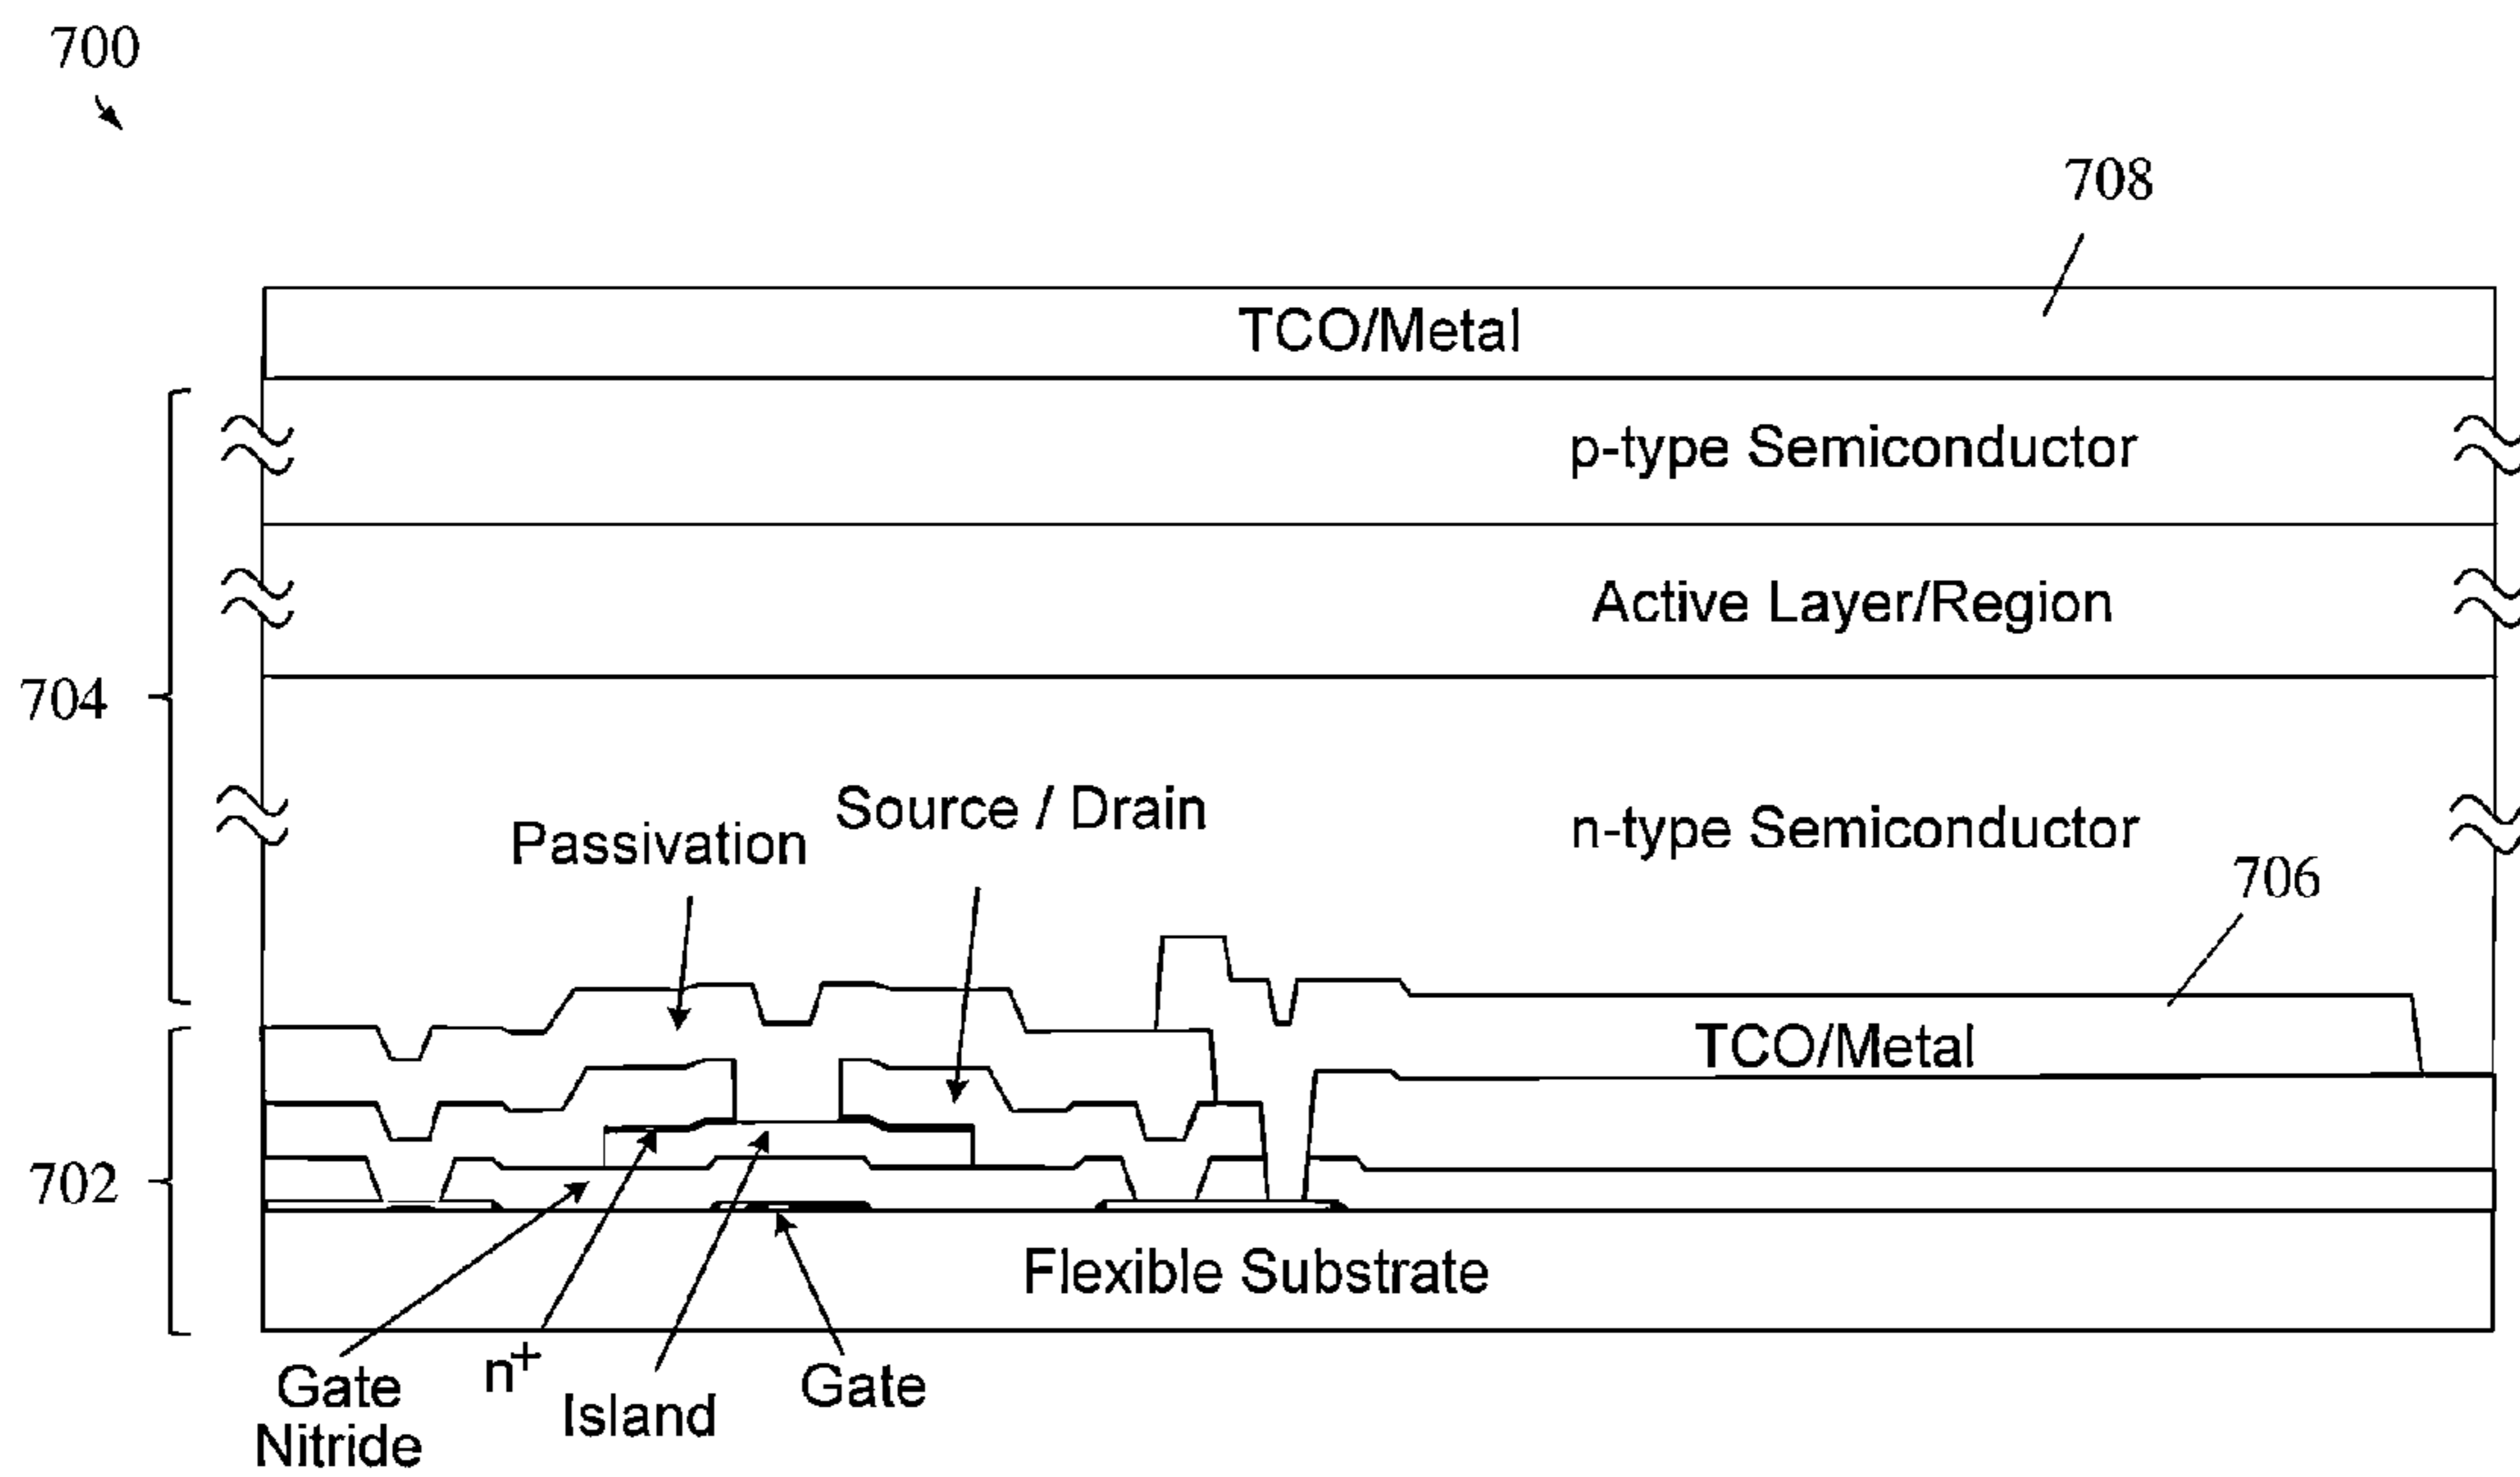 700
708
TCO/Metal
p-type Semiconductor
Active Layer/Region
704
Source / Drain
Passivation
n-type Semiconductor
706
TCO/Metal
702
Flexible Substrate
Gate
Nitride
n+
Island
Gate